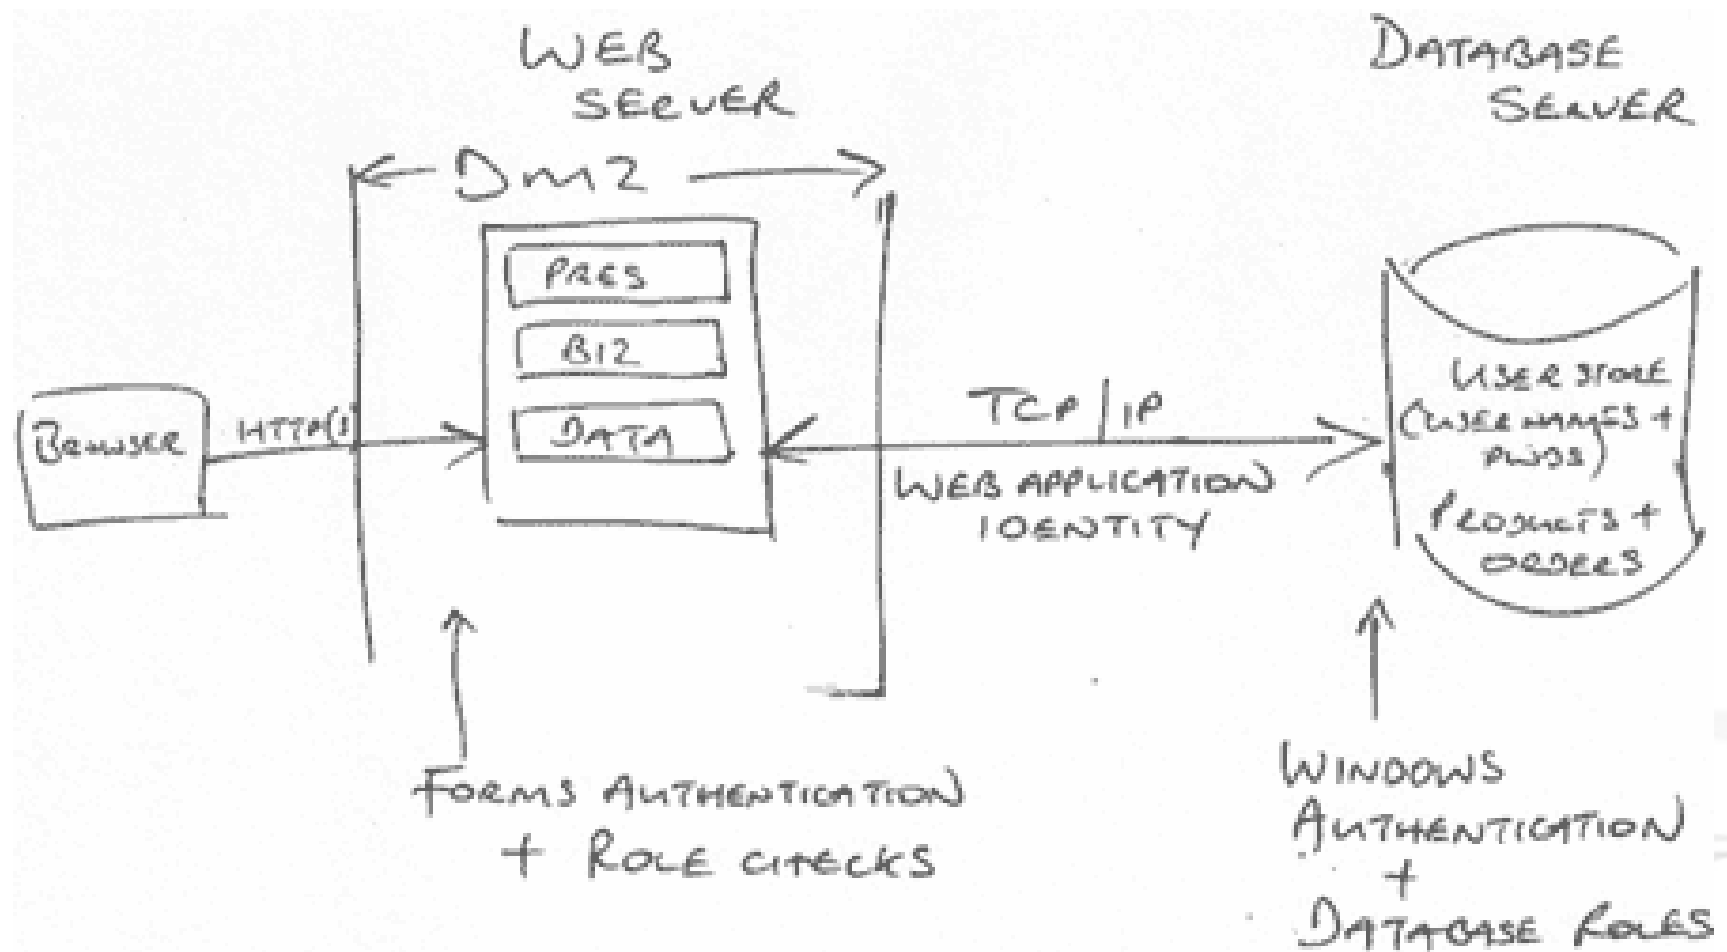 WEB
SERVER
DATABASE
SERVER
DMZ
PRES
BIZ
DATA
BROWSER
HTTP(S)
TCP/IP
WEB APPLICATION
IDENTITY
USER STORE
(USER NAMES +
PWDS)
PRODUCTS +
ORDERS
FORMS AUTHENTICATION
+ ROLE CHECKS
WINDOWS
AUTHENTICATION
+
DATABASE ROLES